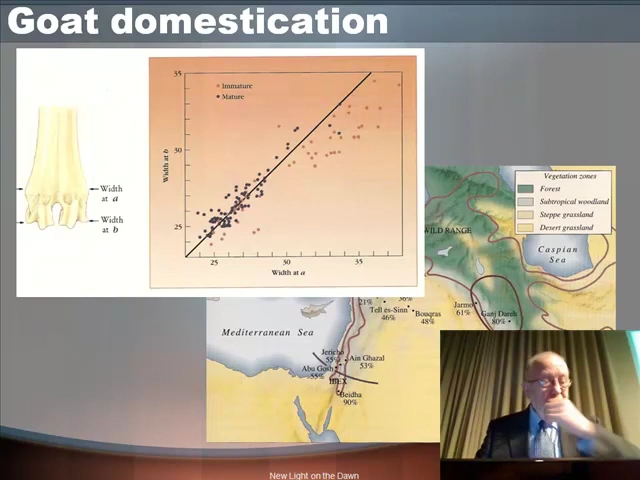 Goat domestication
35
30
25
25
30
35
Immature
Mature
Width at b
Width at a
Width
at a
Width
at b
Vegetation zones
Forest
Subtropical woodland
Steppe grassland
Desert grassland
WILD RANGE
Caspian
Sea
21%
36%
Tell es-Sinn
46%
Bouqras
48%
Jarmo
61%
Ganj Dareh
80%
Mediterranean Sea
Jericho
55%
Ain Ghazal
53%
Abu Gosh
55%
IBEX
Beidha
90%
New Light on the Dawn